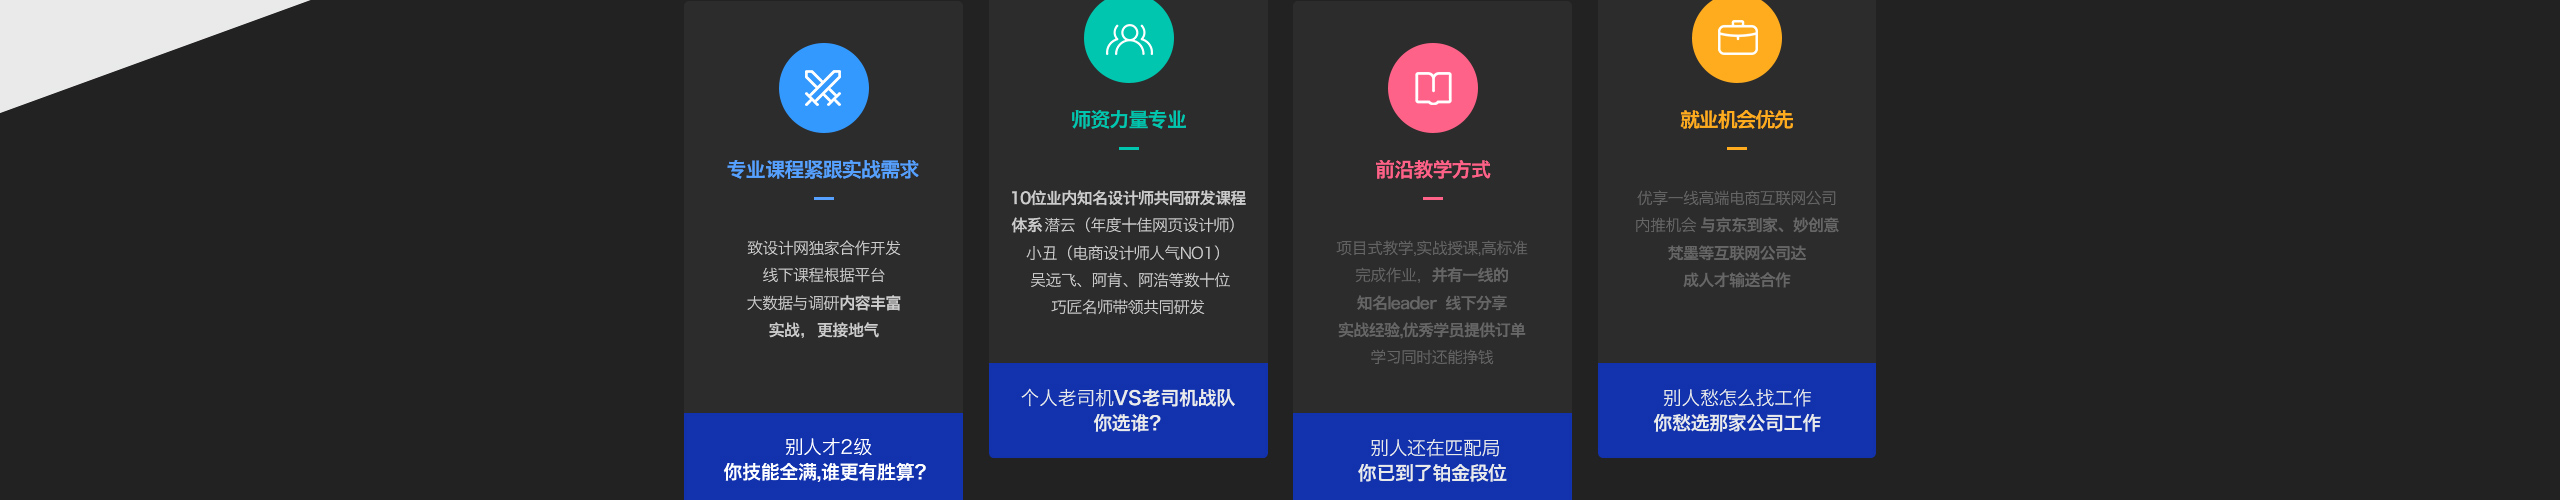 专业课程紧跟实战需求
致设计网独家合作开发
线下课程根据平台
大数据与调研内容丰富
实战，更接地气
别人才2级
你技能全满,谁更有胜算?
师资力量专业
10位业内知名设计师共同研发课程
体系 潜云（年度十佳网页设计师）
小丑（电商设计师人气NO1）
吴远飞、阿肯、阿浩等数十位
巧匠名师带领共同研发
个人老司机VS老司机战队
你选谁?
前沿教学方式
项目式教学,实战授课,高标准
完成作业，并有一线的
知名leader 线下分享
实战经验,优秀学员提供订单
学习同时还能挣钱
别人还在匹配局
你已到了铂金段位
就业机会优先
优享一线高端电商互联网公司
内推机会 与京东到家、妙创意
梵墨等互联网公司达
成人才输送合作
别人愁怎么找工作
你愁选那家公司工作